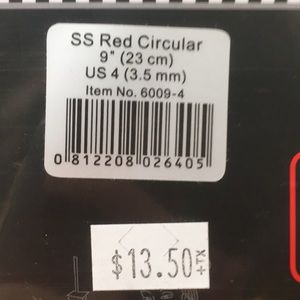 SS Red Circular
9" (23 cm)
US 4 (3.5 mm)
Item No. 6009-4
0 812208 026405
$13.50+TX